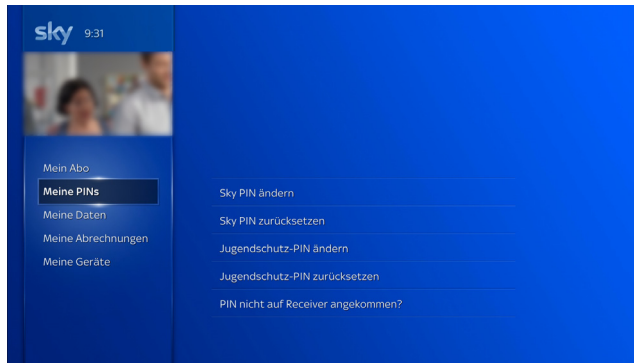 sky 9:31
Mein Abo
Meine PINs
Meine Daten
Meine Abrechnungen
Meine Geräte
Sky PIN ändern
Sky PIN zurücksetzen
Jugendschutz-PIN ändern
Jugendschutz-PIN zurücksetzen
PIN nicht auf Receiver angekommen?